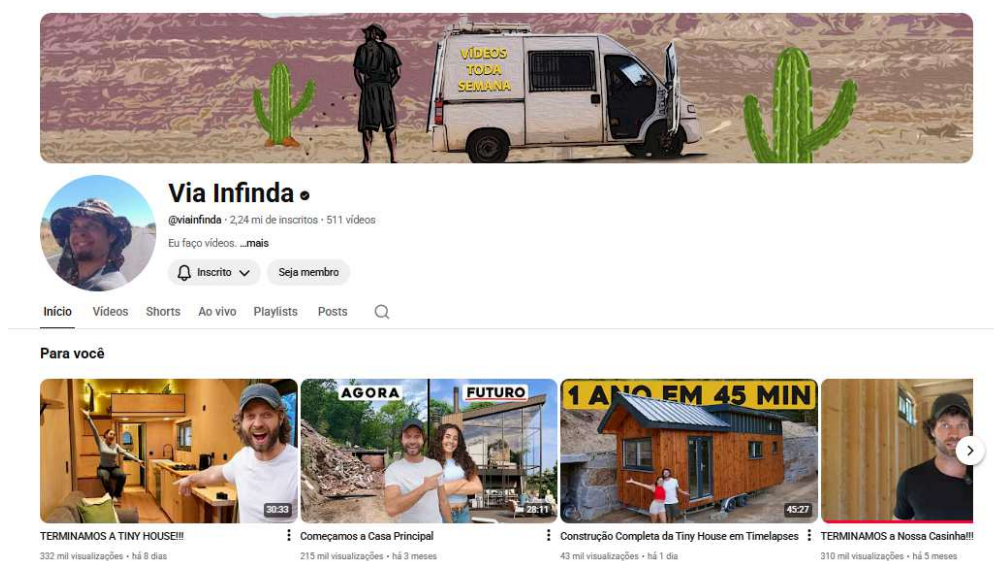 VÍDEOS
TODA
SEMANA
Via Infinda
@viainfinda · 2,24 mi de inscritos · 511 vídeos
Eu faço vídeos. ...mais
Inscrito
Seja membro
Início Vídeos Shorts Ao vivo Playlists Posts
Para você
AGORA FUTURO 1 ANO EM 45 MIN
30:33 28:11 45:27
TERMINAMOS A TINY HOUSE!!! Começamos a Casa Principal Construção Completa da Tiny House em Timelapses TERMINAMOS a Nossa Casinha!!!
332 mil visualizações • há 8 dias 215 mil visualizações • há 3 meses 43 mil visualizações • há 1 dia 310 mil visualizações • há 5 meses